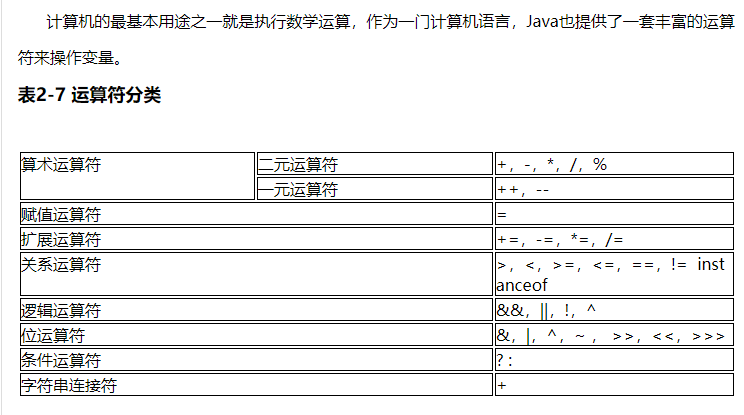 计算机的最基本用途之一就是执行数学运算，作为一门计算机语言，Java也提供了一套丰富的运算
符来操作变量。
表2-7 运算符分类
算术运算符 二元运算符 +，-，*，/，%
一元运算符 ++，--
赋值运算符 =
扩展运算符 +=，-=，*=，/=
关系运算符 >，<，>=，<=，==，!= inst
anceof
逻辑运算符 &&，||，!，^
位运算符 &，|，^，~， >>，<<，>>>
条件运算符 ? :
字符串连接符 +